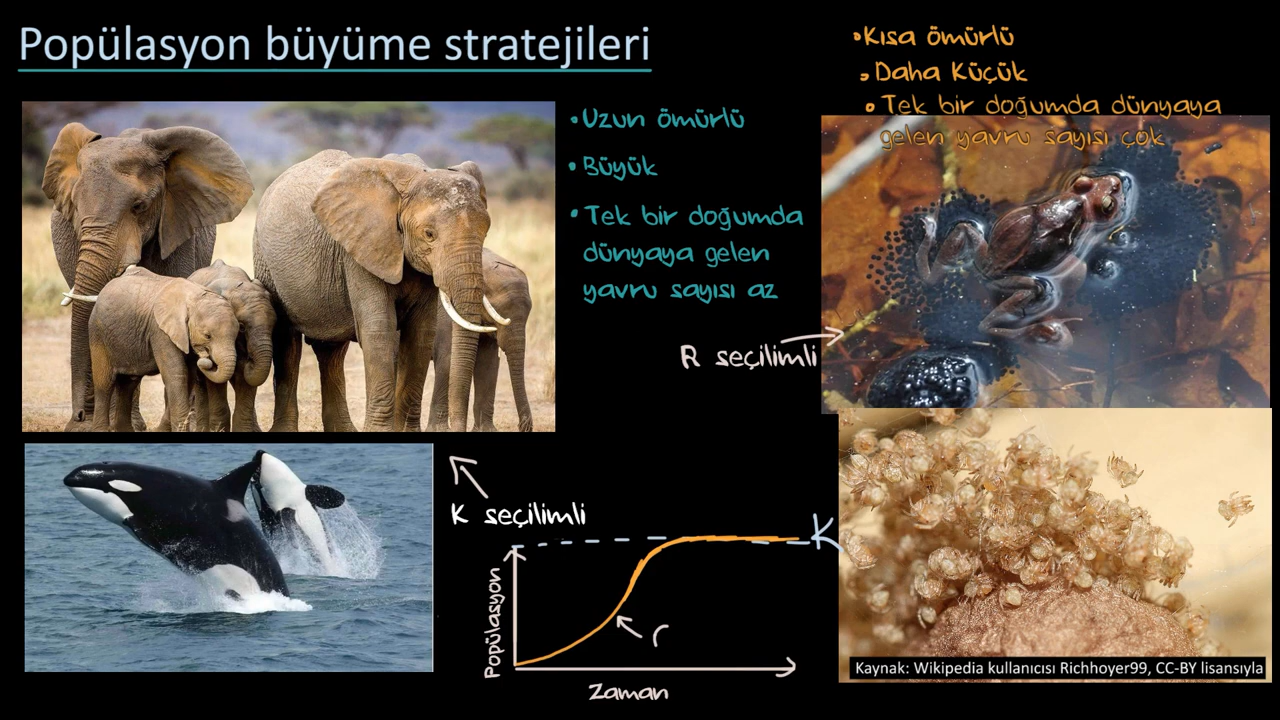 Popülasyon büyüme stratejileri
•Kısa ömürlü
• Daha Küçük
• Tek bir doğumda dünyaya
gelen yavru sayısı çok
•Uzun ömürlü
• Büyük
• Tek bir doğumda
dünyaya gelen
yavru sayısı az
R seçilimli
K seçilimli
K
Popülasyon
r
Zaman
Kaynak: Wikipedia kullanıcısı Richhoyer99, CC-BY lisansıyla